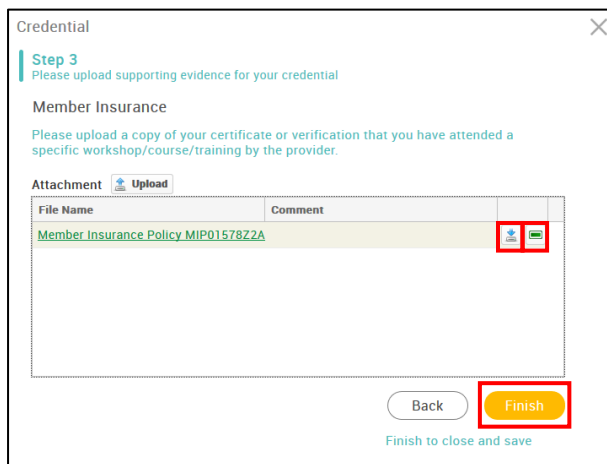 Credential
Step 3
Please upload supporting evidence for your credential
Member Insurance
Please upload a copy of your certificate or verification that you have attended a
specific workshop/course/training by the provider.
Attachment Upload
File Name Comment
Member Insurance Policy MIP01578Z2A
Back Finish
Finish to close and save